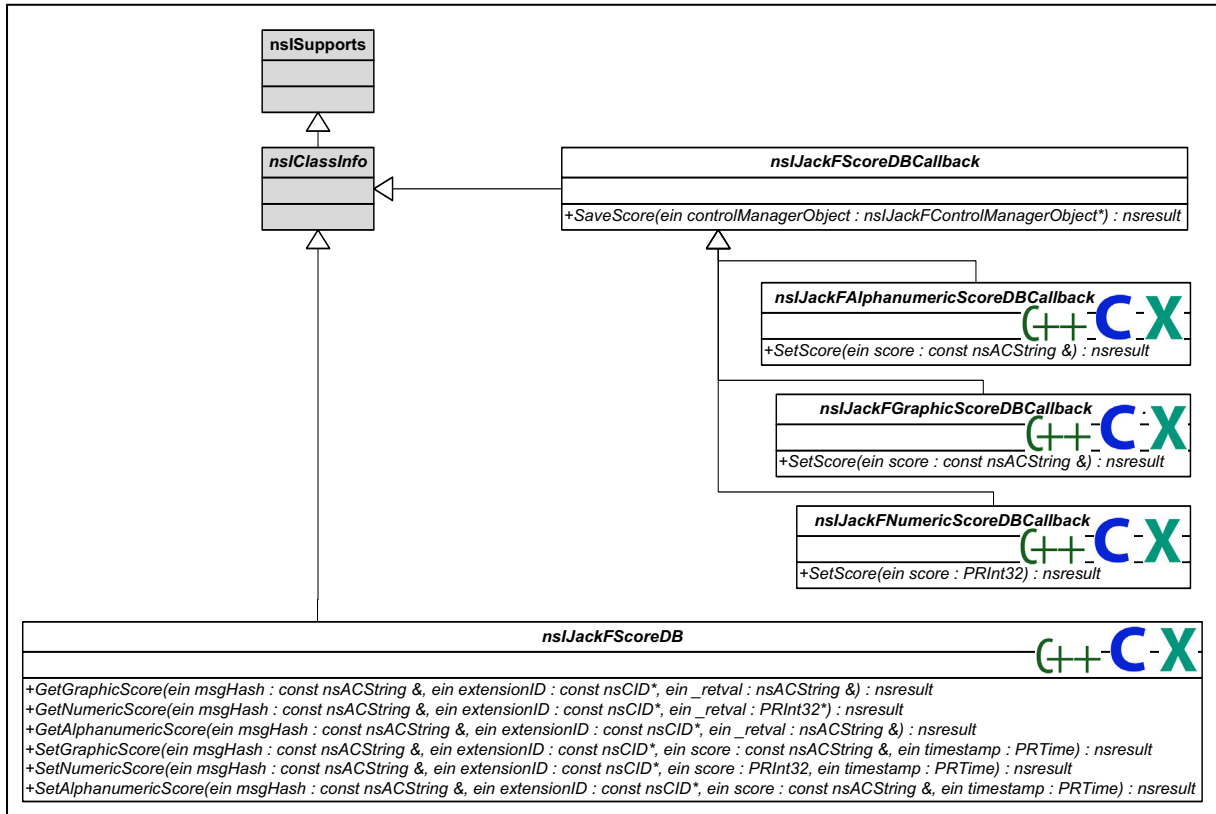 nsISupports
nsIClassInfo
nsIJackFScoreDBCallback
+SaveScore(ein controlManagerObject : nsIJackFControlManagerObject*) : nsresult
nsIJackFAlphanumericScoreDBCallback
C++ C X
+SetScore(ein score : const nsACString &) : nsresult
nsIJackFGraphicScoreDBCallback
C++ C X
+SetScore(ein score : const nsACString &) : nsresult
nsIJackFNumericScoreDBCallback
C++ C X
+SetScore(ein score : PRInt32) : nsresult
nsIJackFScoreDB
C++ C X
+GetGraphicScore(ein msgHash : const nsACString &, ein extensionID : const nsCID*, ein _retval : nsACString &) : nsresult
+GetNumericScore(ein msgHash : const nsACString &, ein extensionID : const nsCID*, ein _retval : PRInt32*) : nsresult
+GetAlphanumericScore(ein msgHash : const nsACString &, ein extensionID : const nsCID*, ein _retval : nsACString &) : nsresult
+SetGraphicScore(ein msgHash : const nsACString &, ein extensionID : const nsCID*, ein score : const nsACString &, ein timestamp : PRTime) : nsresult
+SetNumericScore(ein msgHash : const nsACString &, ein extensionID : const nsCID*, ein score : PRInt32, ein timestamp : PRTime) : nsresult
+SetAlphanumericScore(ein msgHash : const nsACString &, ein extensionID : const nsCID*, ein score : const nsACString &, ein timestamp : PRTime) : nsresult